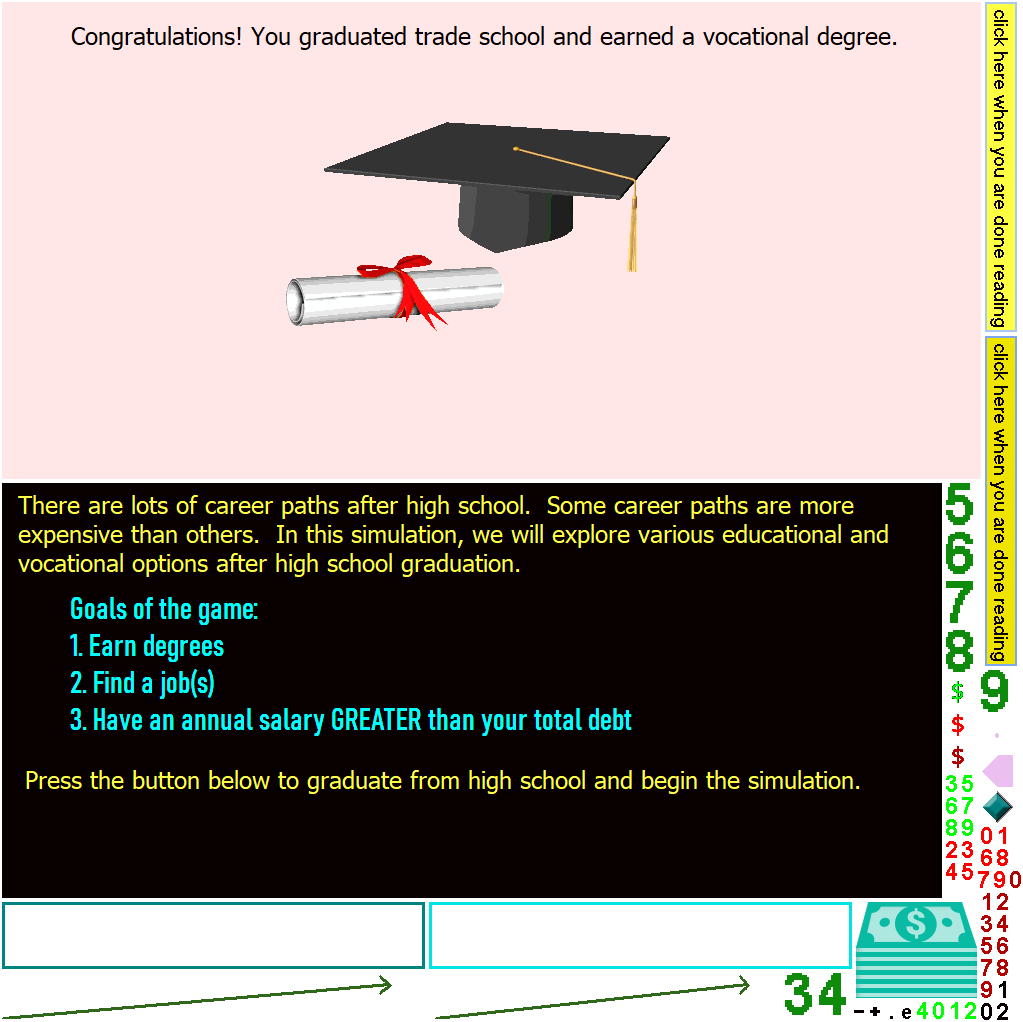 Congratulations! You graduated trade school and earned a vocational degree.
click here when you are done reading
click here when you are done reading
There are lots of career paths after high school.  Some career paths are more
expensive than others.  In this simulation, we will explore various educational and
vocational options after high school graduation.
Goals of the game:
1. Earn degrees
2. Find a job(s)
3. Have an annual salary GREATER than your total debt
Press the button below to graduate from high school and begin the simulation.
5
6
7
8
9
$
$
$
35
67
89
23
45
01
68
790
12
34
56
78
91
$
34
-+.e401202